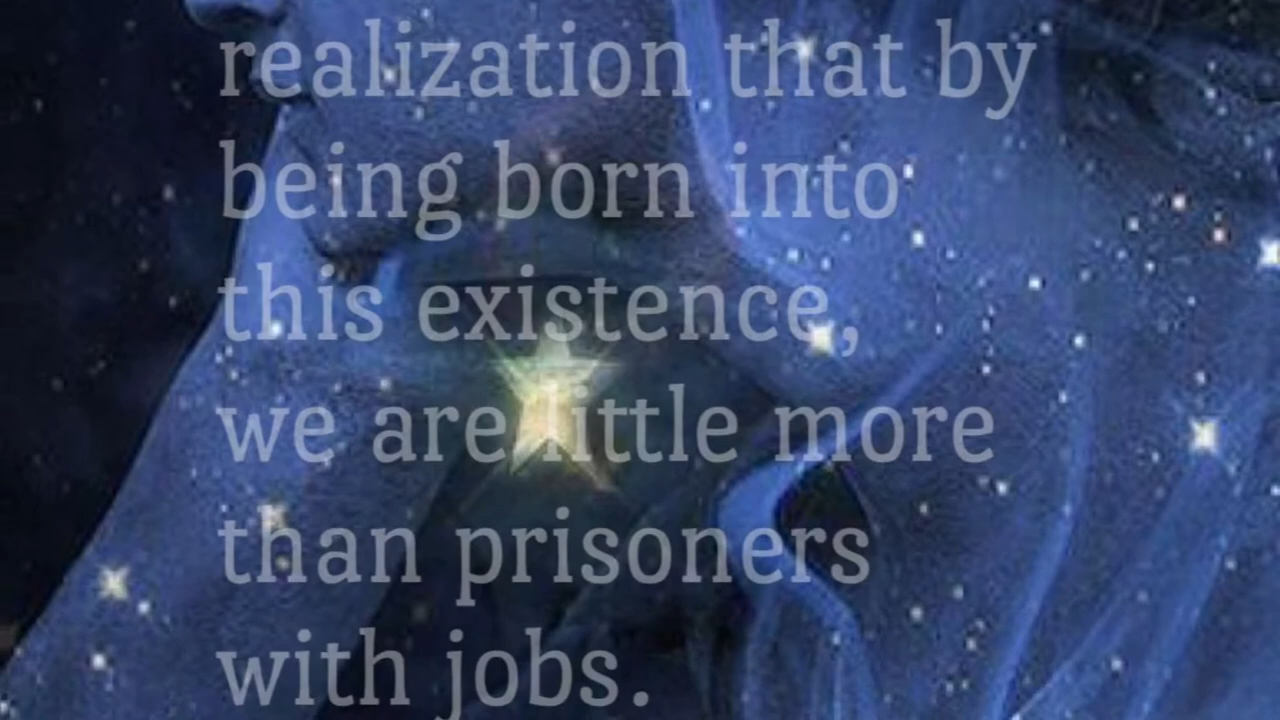 realization that by
being born into
this existence,
we are little more
than prisoners
with jobs.